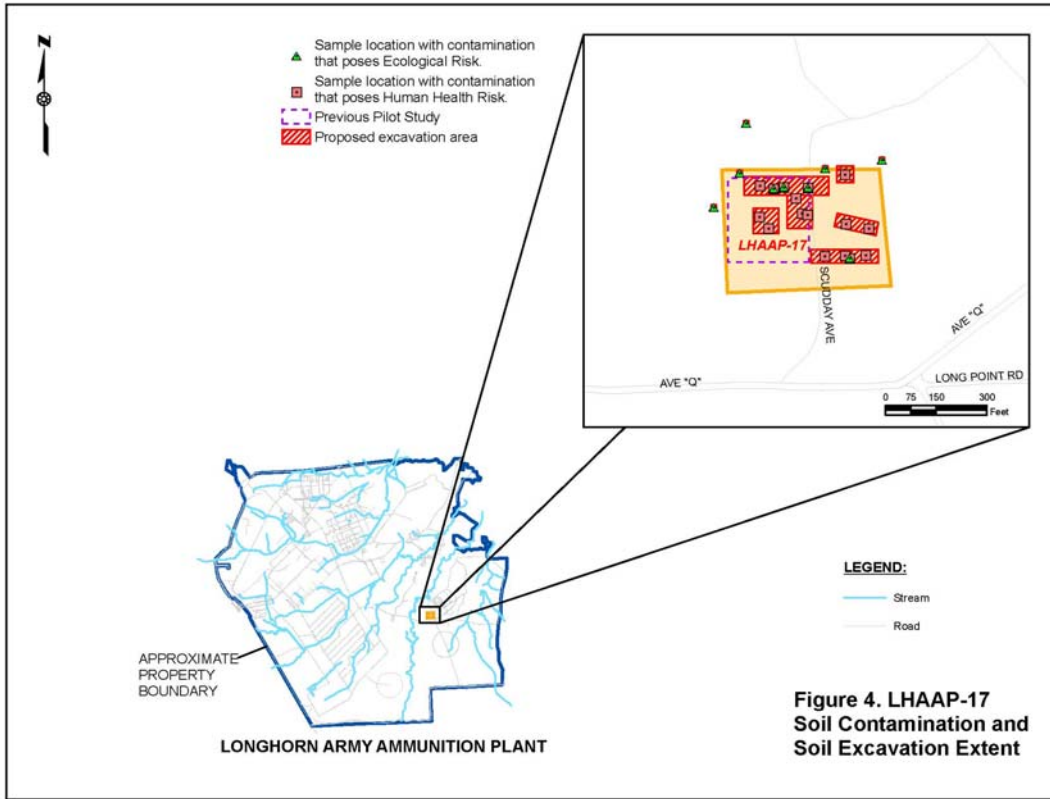 N
Sample location with contamination
that poses Ecological Risk.
Sample location with contamination
that poses Human Health Risk.
Previous Pilot Study
Proposed excavation area
LHAAP-17
SCUDDAY AVE
AVE "Q"
AVE "Q"
LONG POINT RD
0 75 150 300
Feet
LEGEND:
Stream
Road
APPROXIMATE
PROPERTY
BOUNDARY
LONGHORN ARMY AMMUNITION PLANT
Figure 4. LHAAP-17
Soil Contamination and
Soil Excavation Extent